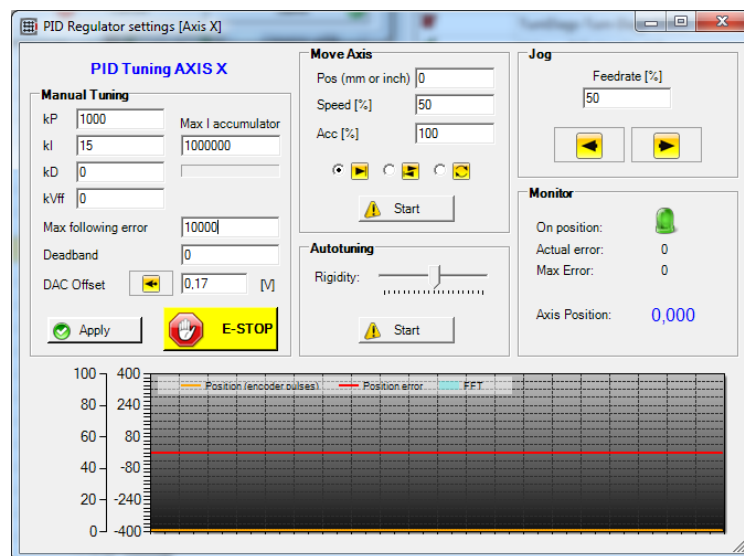 PID Regulator settings [Axis X]
PID Tuning AXIS X
Manual Tuning
kP 1000
Max I accumulator
kI 15 1000000
kD 0
kVff 0
Max following error 10000
Deadband 0
DAC Offset 0,17 [V]
Apply
E-STOP
Move Axis
Pos (mm or inch) 0
Speed [%] 50
Acc [%] 100
Start
Autotuning
Rigidity:
Start
Jog
Feedrate [%]
50
Monitor
On position:
Actual error: 0
Max Error: 0
Axis Position: 0,000
Position (encoder pulses) Position error FFT
100 400
80 240
60 80
40 -80
20 -240
0 -400